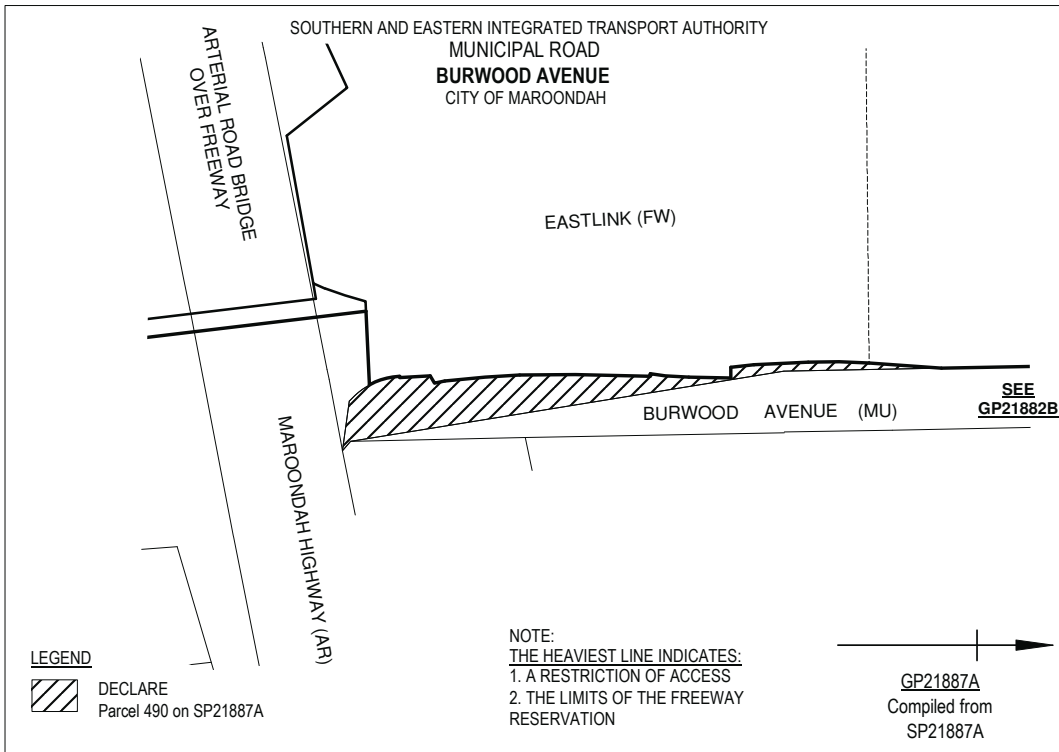 SOUTHERN AND EASTERN INTEGRATED TRANSPORT AUTHORITY
MUNICIPAL ROAD
BURWOOD AVENUE
CITY OF MAROONDAH
ARTERIAL ROAD BRIDGE
OVER FREEWAY
EASTLINK (FW)
BURWOOD AVENUE (MU)
SEE
GP21882B
MAROONDAH HIGHWAY (AR)
LEGEND
DECLARE
Parcel 490 on SP21887A
NOTE:
THE HEAVIEST LINE INDICATES:
1. A RESTRICTION OF ACCESS
2. THE LIMITS OF THE FREEWAY
RESERVATION
GP21887A
Compiled from
SP21887A